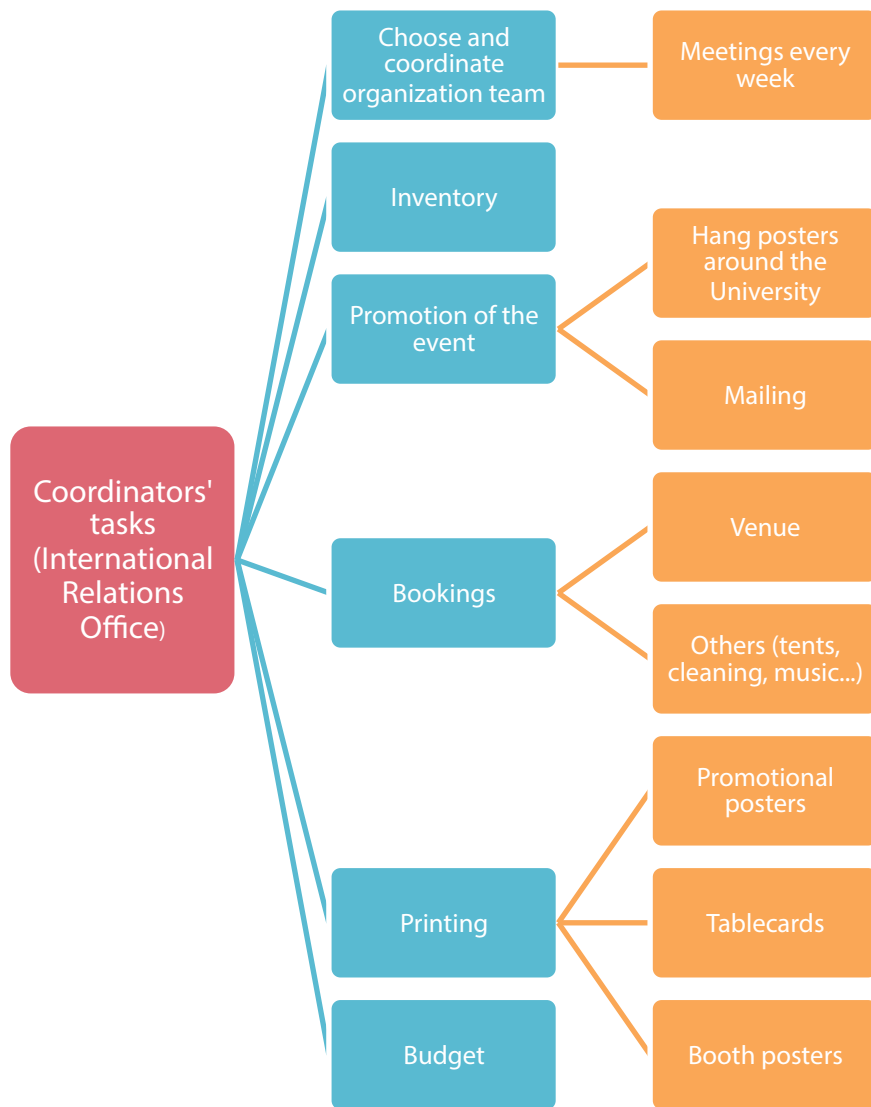 Coordinators'
tasks
(International
Relations
Office)
Choose and
coordinate
organization team
Meetings every
week
Inventory
Promotion of the
event
Hang posters
around the
University
Mailing
Bookings
Venue
Others (tents,
cleaning, music...)
Printing
Promotional
posters
Tablecards
Booth posters
Budget